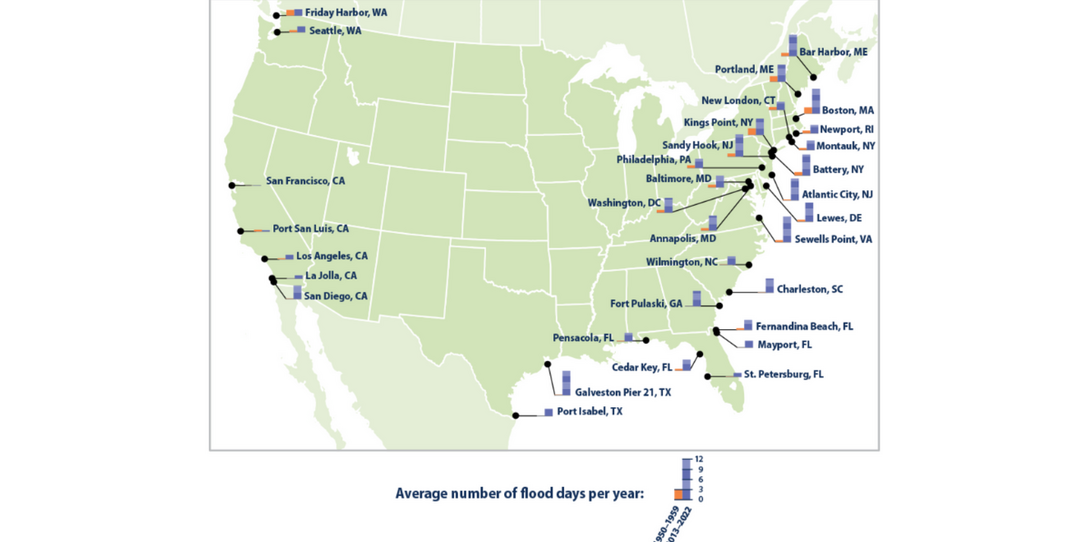 Friday Harbor, WA
Seattle, WA
Bar Harbor, ME
Portland, ME
New London, CT
Boston, MA
Kings Point, NY
Newport, RI
Sandy Hook, NJ
Montauk, NY
Philadelphia, PA
Battery, NY
Baltimore, MD
San Francisco, CA
Atlantic City, NJ
Washington, DC
Lewes, DE
Port San Luis, CA
Annapolis, MD
Sewells Point, VA
Los Angeles, CA
Wilmington, NC
La Jolla, CA
Charleston, SC
San Diego, CA
Fort Pulaski, GA
Fernandina Beach, FL
Pensacola, FL
Mayport, FL
Cedar Key, FL
St. Petersburg, FL
Galveston Pier 21, TX
Port Isabel, TX
12
9
6
Average number of flood days per year:
3
0
950–1959
013–2022